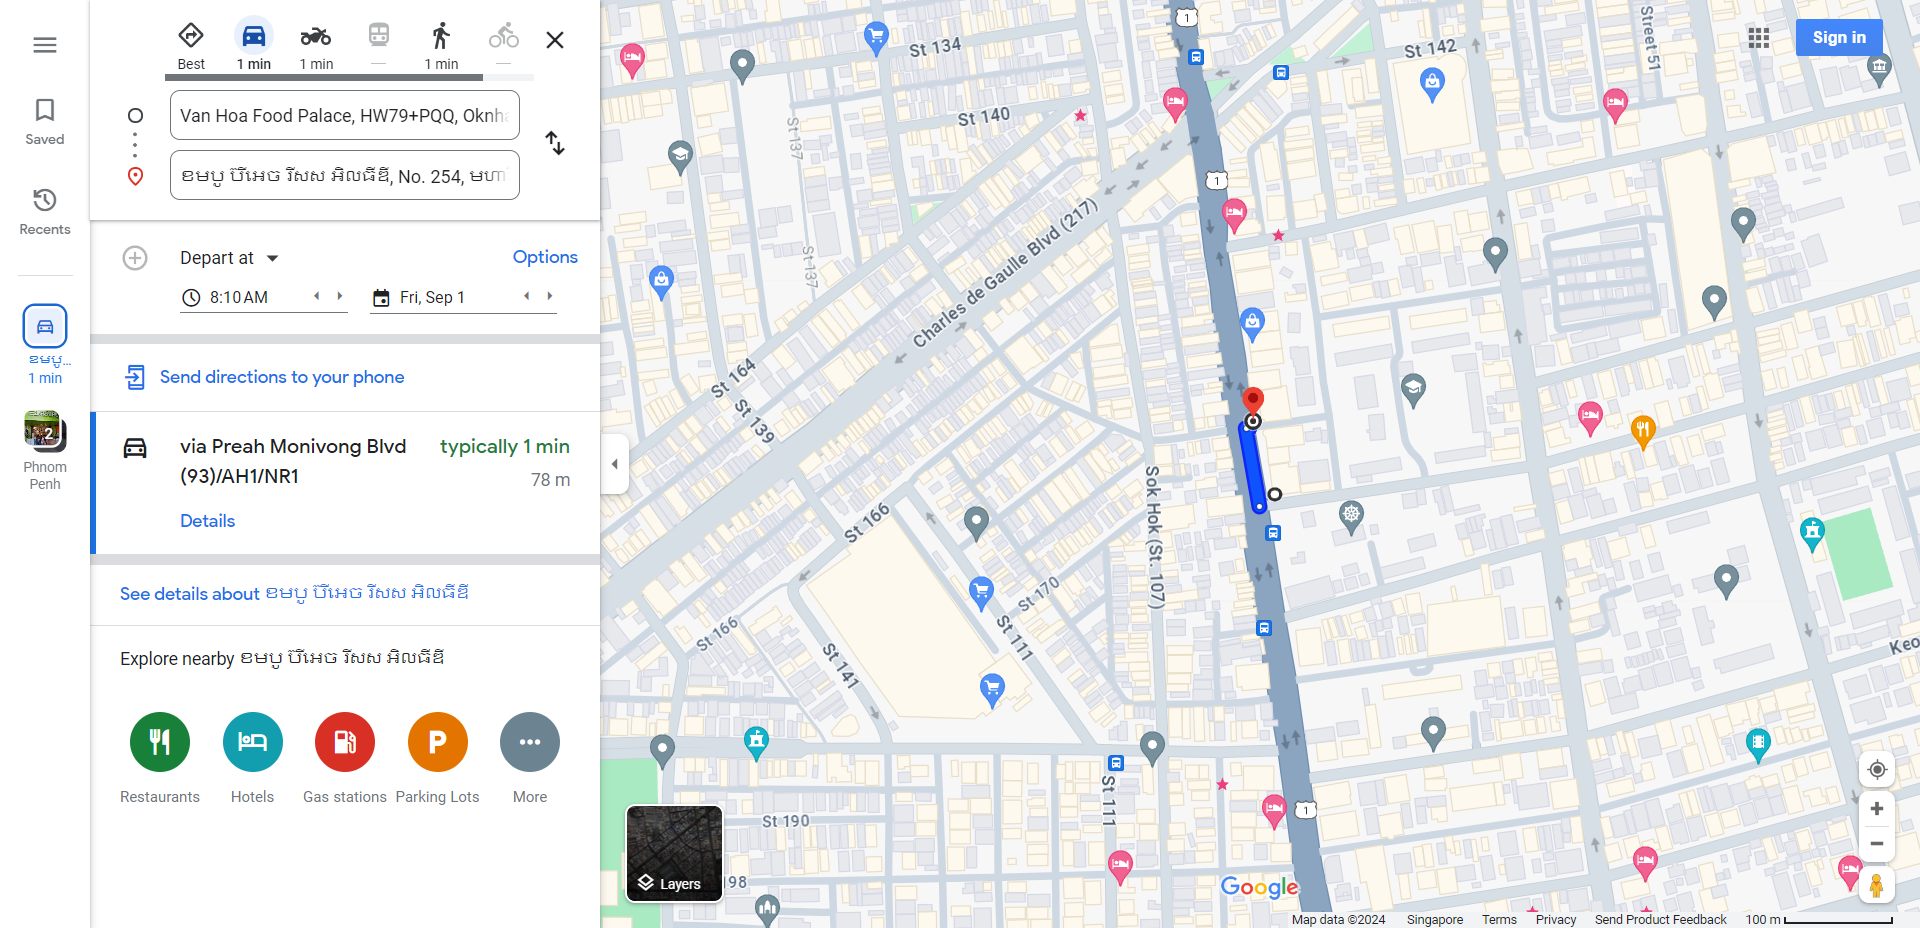 Best
1 min
1 min
—
1 min
—
Saved
Recents
1 min
Phnom
Penh
Van Hoa Food Palace, HW79+PQQ, Oknha
ខមបូ ប៊ីអេច រីសស អិលធីឌី, No. 254, មហា
Depart at
Options
8:10 AM
Fri, Sep 1
Send directions to your phone
via Preah Monivong Blvd
(93)/AH1/NR1
typically 1 min
78 m
Details
See details about ខមបូ ប៊ីអេច រីសស អិលធីឌី
Explore nearby ខមបូ ប៊ីអេច រីសស អិលធីឌី
Restaurants
Hotels
Gas stations
Parking Lots
More
Sign in
St 134
St 142
Street 51
St 140
St 137
St 137
Charles de Gaulle Blvd (217)
St 164
St 139
St 166
Sok Hok (St. 107)
St 170
St 166
St 111
St 141
St 111
St 190
198
Keo
1
1
1
2
Layers
Google
Map data ©2024
Singapore
Terms
Privacy
Send Product Feedback
100 m